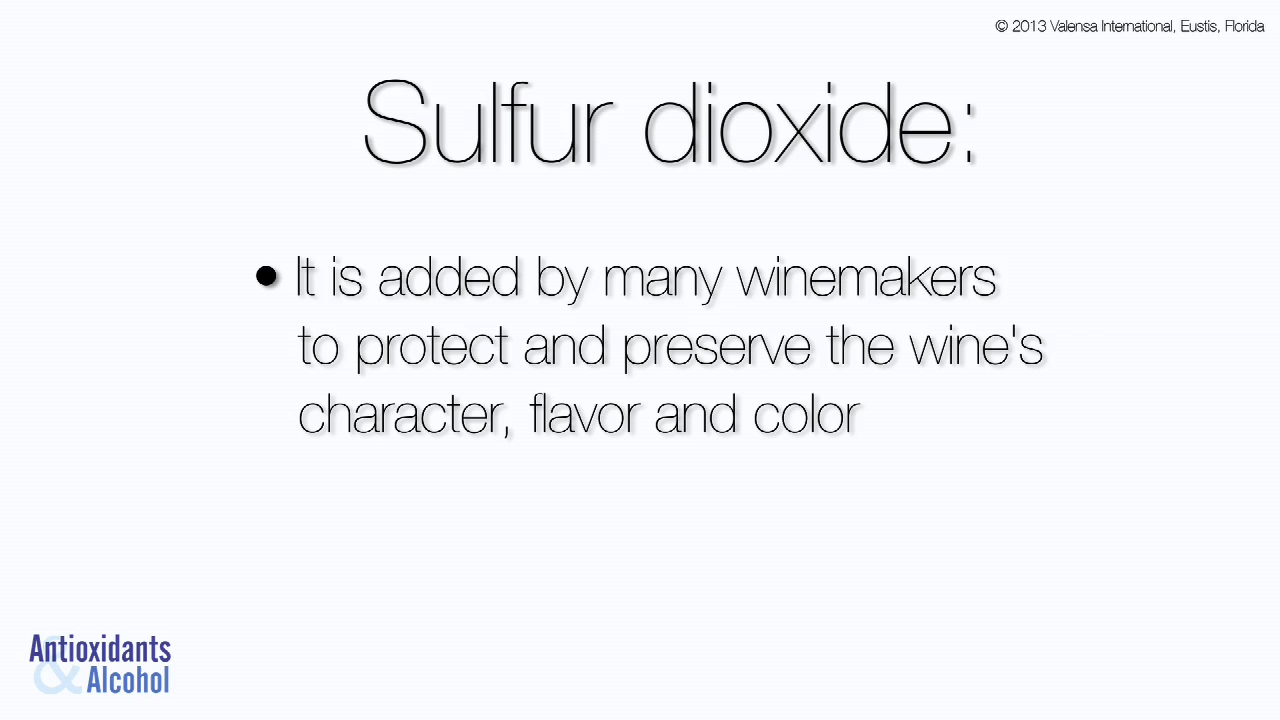 © 2013 Valensa International, Eustis, Florida
Sulfur dioxide:
• It is added by many winemakers
to protect and preserve the wine's
character, flavor and color
Antioxidants
& Alcohol